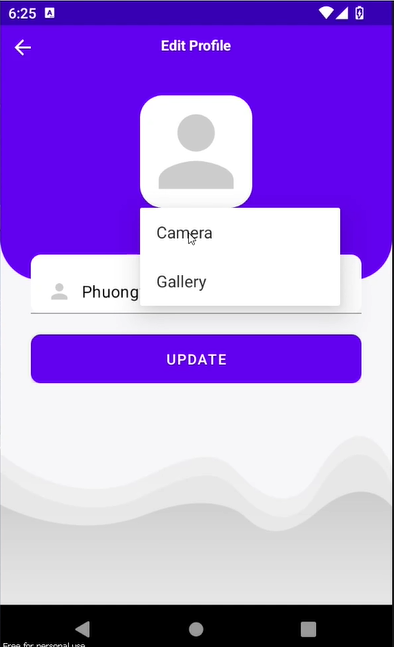 6:25 A
Edit Profile
Camera
Gallery
Phuong
UPDATE
Free for personal use